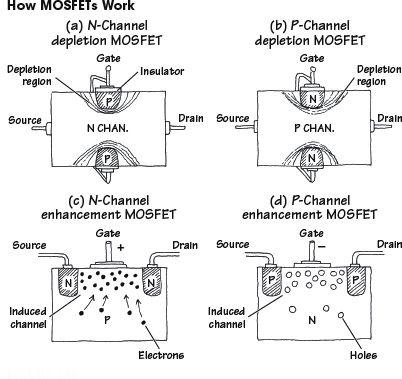 How MOSFETs Work
(a) N-Channel
depletion MOSFET
Gate
Depletion
region
Insulator
P
Source
N CHAN.
Drain
P
(b) P-Channel
depletion MOSFET
Gate
Depletion
region
N
Source
P CHAN.
Drain
N
(c) N-Channel
enhancement MOSFET
Gate
+
Source
Drain
N
N
Induced
channel
P
Electrons
(d) P-Channel
enhancement MOSFET
Gate
−
Source
Drain
P
P
Induced
channel
N
Holes